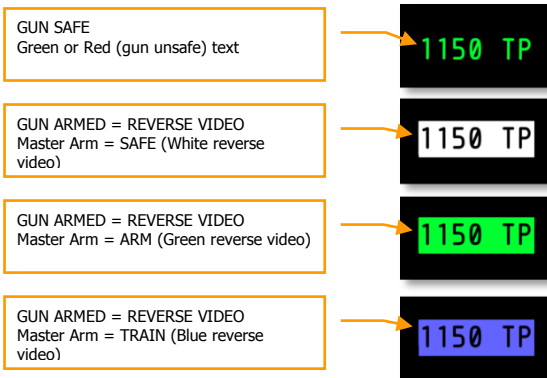 GUN SAFE
Green or Red (gun unsafe) text
1150 TP
GUN ARMED = REVERSE VIDEO
Master Arm = SAFE (White reverse
video)
1150 TP
GUN ARMED = REVERSE VIDEO
Master Arm = ARM (Green reverse video)
1150 TP
GUN ARMED = REVERSE VIDEO
Master Arm = TRAIN (Blue reverse
video)
1150 TP